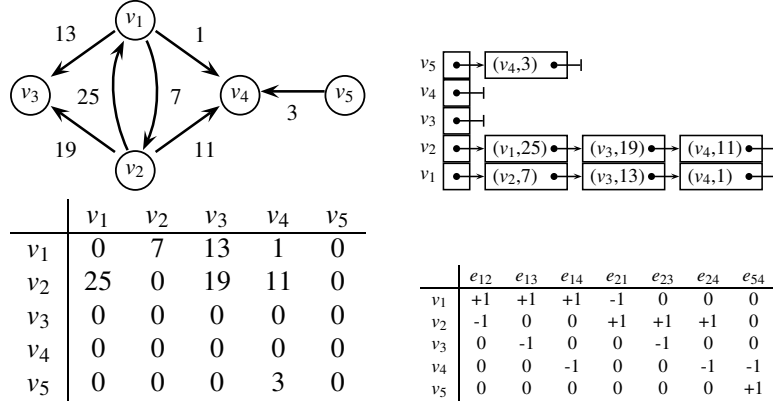 v1
13 1
v3 25 7 v4 v5
3
19 11
v2
v1 v2 v3 v4 v5
v1 0 7 13 1 0
v2 25 0 19 11 0
v3 0 0 0 0 0
v4 0 0 0 0 0
v5 0 0 0 3 0
v5 (v4,3)
v4
v3
v2 (v1,25) (v3,19) (v4,11)
v1 (v2,7) (v3,13) (v4,1)
e12 e13 e14 e21 e23 e24 e54
v1 +1 +1 +1 -1 0 0 0
v2 -1 0 0 +1 +1 +1 0
v3 0 -1 0 0 -1 0 0
v4 0 0 -1 0 0 -1 -1
v5 0 0 0 0 0 0 +1